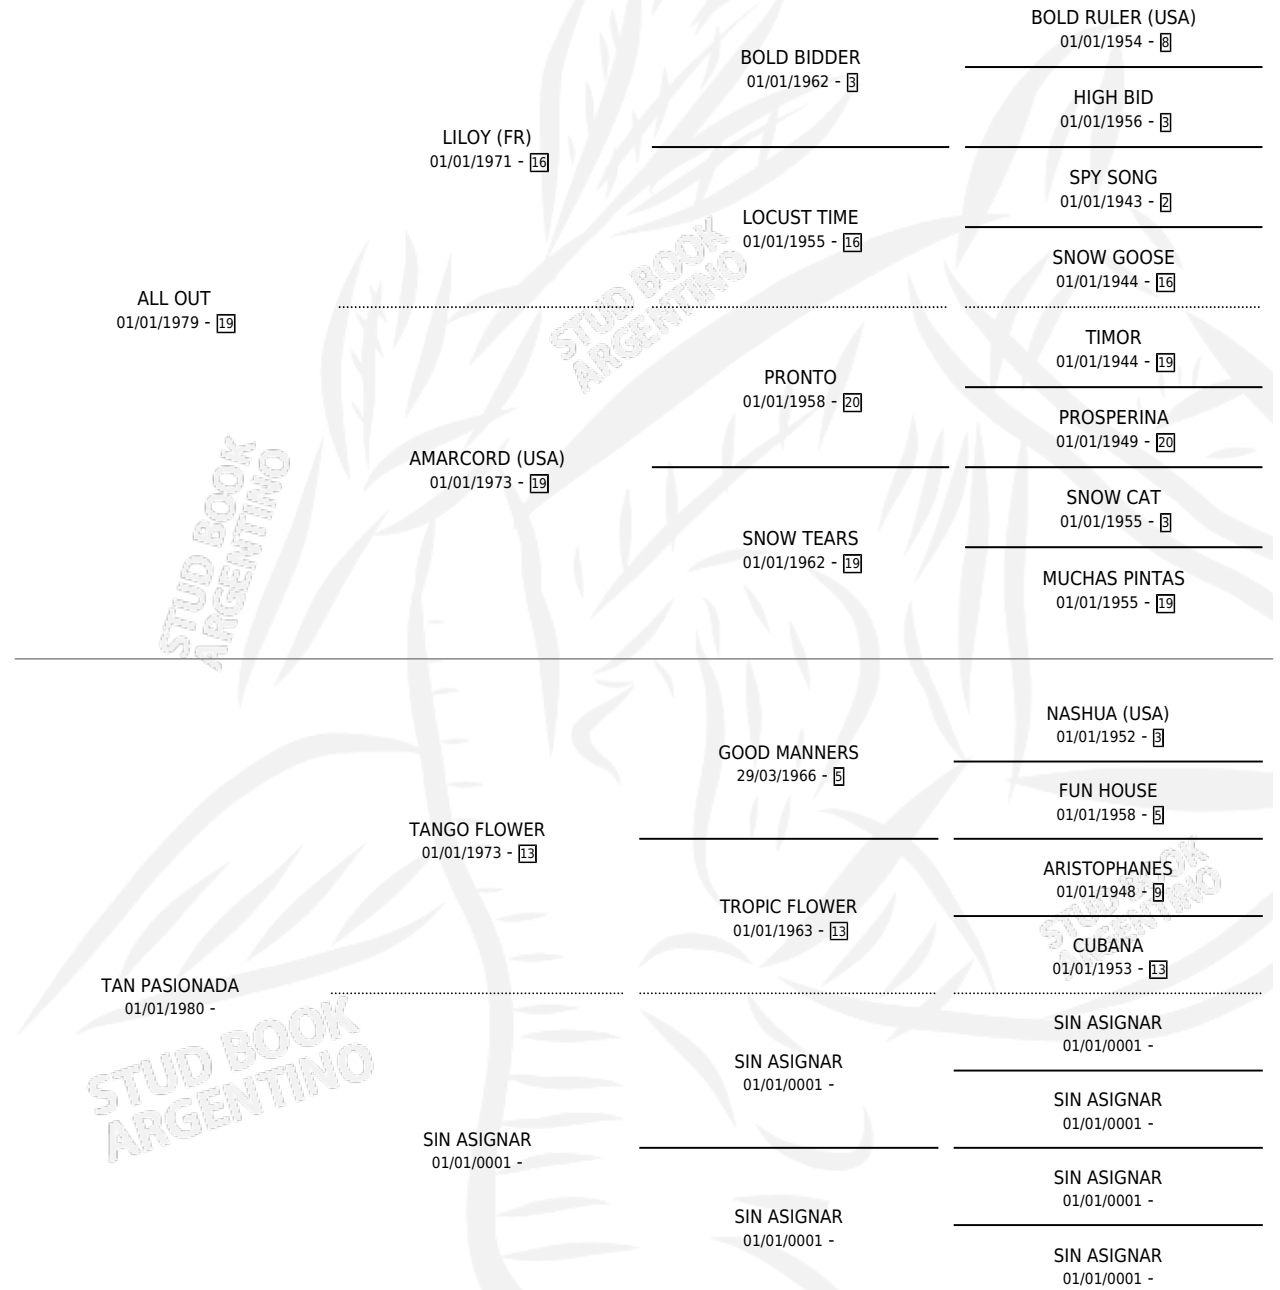 BOLD RULER (USA)
01/01/1954 - 8
BOLD BIDDER
01/01/1962 - 3
HIGH BID
01/01/1956 - 3
LILOY (FR)
01/01/1971 - 16
SPY SONG
01/01/1943 - 2
LOCUST TIME
01/01/1955 - 16
SNOW GOOSE
01/01/1944 - 16
ALL OUT
01/01/1979 - 19
TIMOR
01/01/1944 - 19
PRONTO
01/01/1958 - 20
PROSPERINA
01/01/1949 - 20
AMARCORD (USA)
01/01/1973 - 19
SNOW CAT
01/01/1955 - 3
SNOW TEARS
01/01/1962 - 19
MUCHAS PINTAS
01/01/1955 - 19
STUD BOOK
ARGENTINO
STUD BOOK
ARGENTINO
NASHUA (USA)
01/01/1952 - 3
GOOD MANNERS
29/03/1966 - 5
FUN HOUSE
01/01/1958 - 5
TANGO FLOWER
01/01/1973 - 13
ARISTOPHANES
01/01/1948 - 9
TROPIC FLOWER
01/01/1963 - 13
CUBANA
01/01/1953 - 13
STUD BOOK
ARGENTINO
TAN PASIONADA
01/01/1980 -
SIN ASIGNAR
01/01/0001 -
SIN ASIGNAR
01/01/0001 -
SIN ASIGNAR
01/01/0001 -
SIN ASIGNAR
01/01/0001 -
SIN ASIGNAR
01/01/0001 -
SIN ASIGNAR
01/01/0001 -
SIN ASIGNAR
01/01/0001 -
STUD BOOK
ARGENTINO